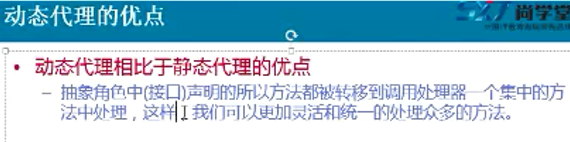 动态代理的优点
尚学堂
• 动态代理相比于静态代理的优点
– 抽象角色中(接口)声明的所以方法都被转移到调用处理器一个集中的方
法中处理，这样，我们可以更加灵活和统一的处理众多的方法。